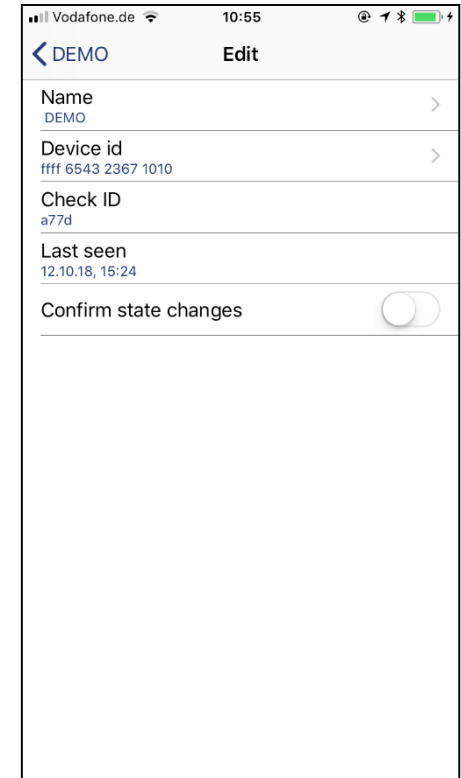 Vodafone.de 10:55
DEMO Edit
Name
DEMO
Device id
ffff 6543 2367 1010
Check ID
a77d
Last seen
12.10.18, 15:24
Confirm state changes